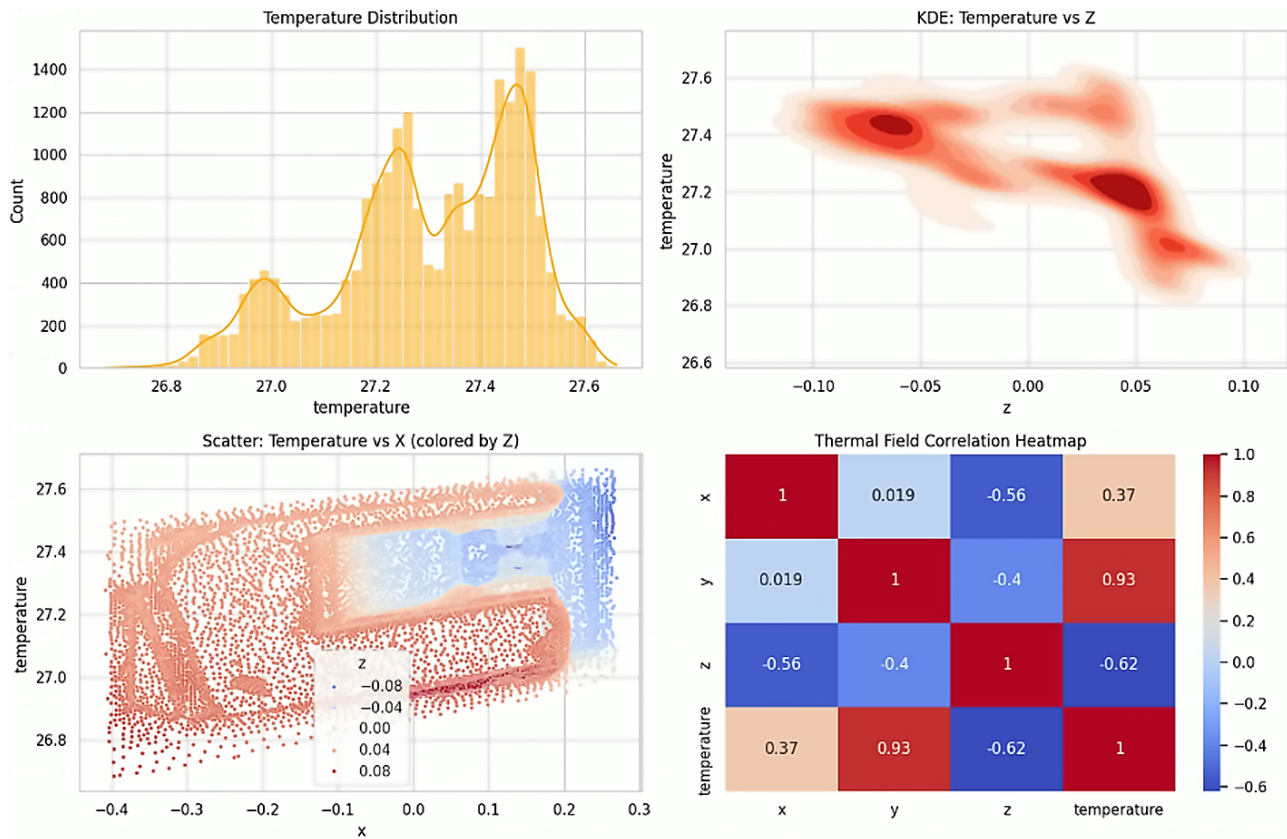 Temperature Distribution
Count
1400
1200
1000
800
600
400
200
0
26.8 27.0 27.2 27.4 27.6
temperature
KDE: Temperature vs Z
temperature
27.6
27.4
27.2
27.0
26.8
26.6
−0.10 −0.05 0.00 0.05 0.10
z
Scatter: Temperature vs X (colored by Z)
temperature
27.6
27.4
27.2
27.0
26.8
z
−0.08
−0.04
0.00
0.04
0.08
−0.4 −0.3 −0.2 −0.1 0.0 0.1 0.2 0.3
x
Thermal Field Correlation Heatmap
x 1 0.019 -0.56 0.37
y 0.019 1 -0.4 0.93
z -0.56 -0.4 1 -0.62
temperature 0.37 0.93 -0.62 1
x y z temperature
1.0
0.8
0.6
0.4
0.2
0.0
−0.2
−0.4
−0.6